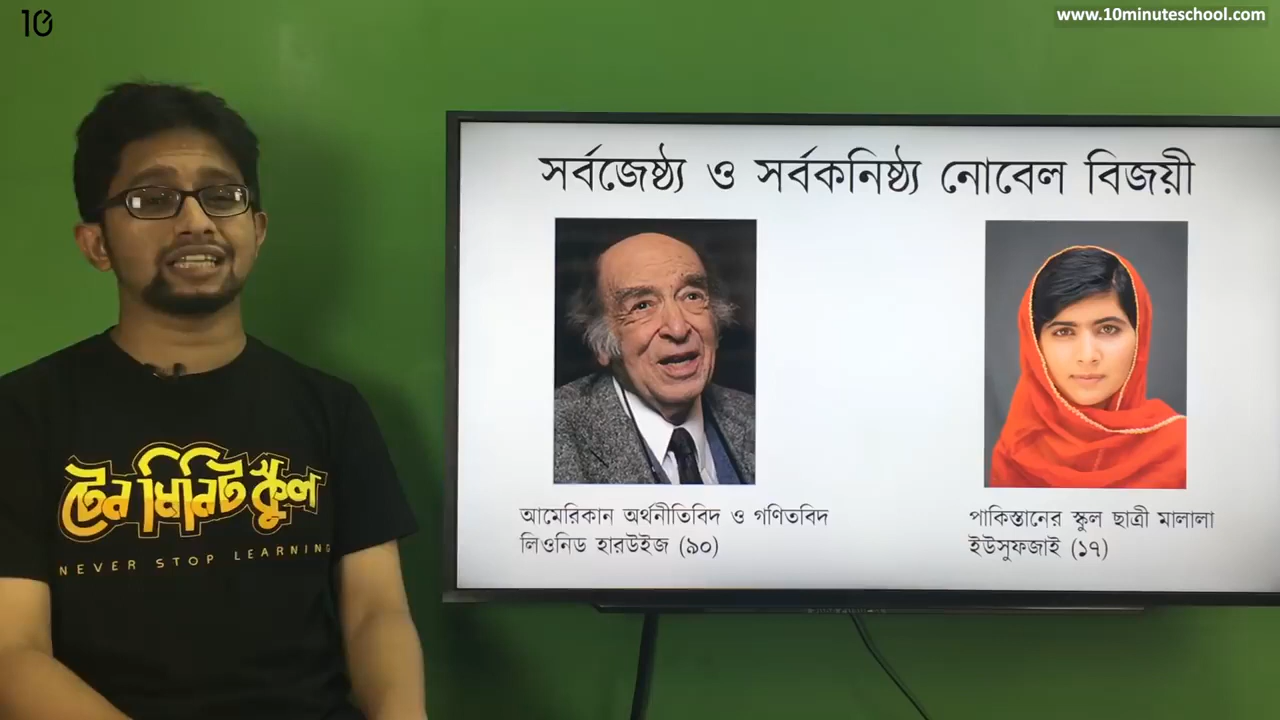 10
www.10minuteschool.com
সর্বজেষ্ঠ্য ও সর্বকনিষ্ঠ্য নোবেল বিজয়ী
আমেরিকান অর্থনীতিবিদ ও গণিতবিদ
লিওনিড হারউইজ (৯০)
পাকিস্তানের স্কুল ছাত্রী মালালা
ইউসুফজাই (১৭)
টেন মিনিট স্কুল
NEVER STOP LEARNING